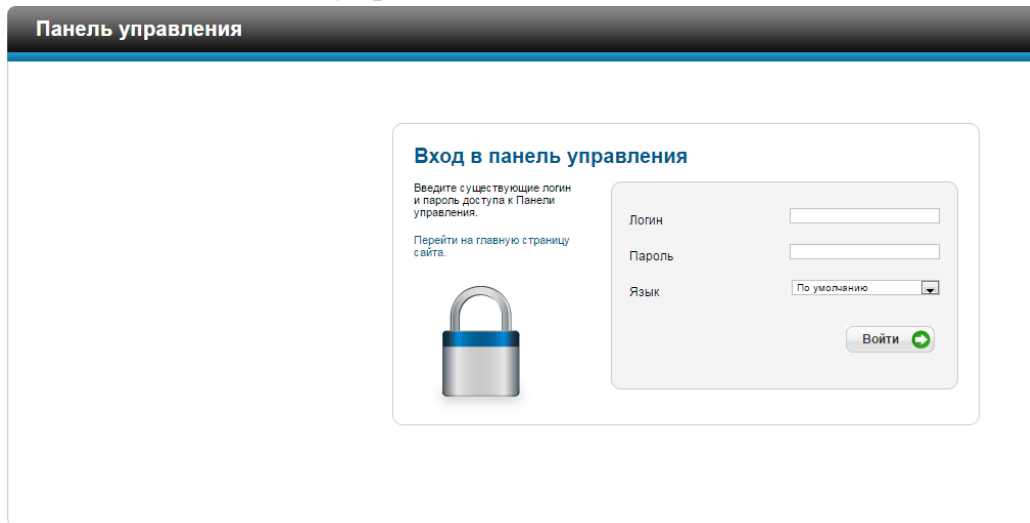 Панель управления
Вход в панель управления
Введите существующие логин
и пароль доступа к Панели
управления.
Перейти на главную страницу
сайта.
Логин
Пароль
Язык
По умолчанию
Войти